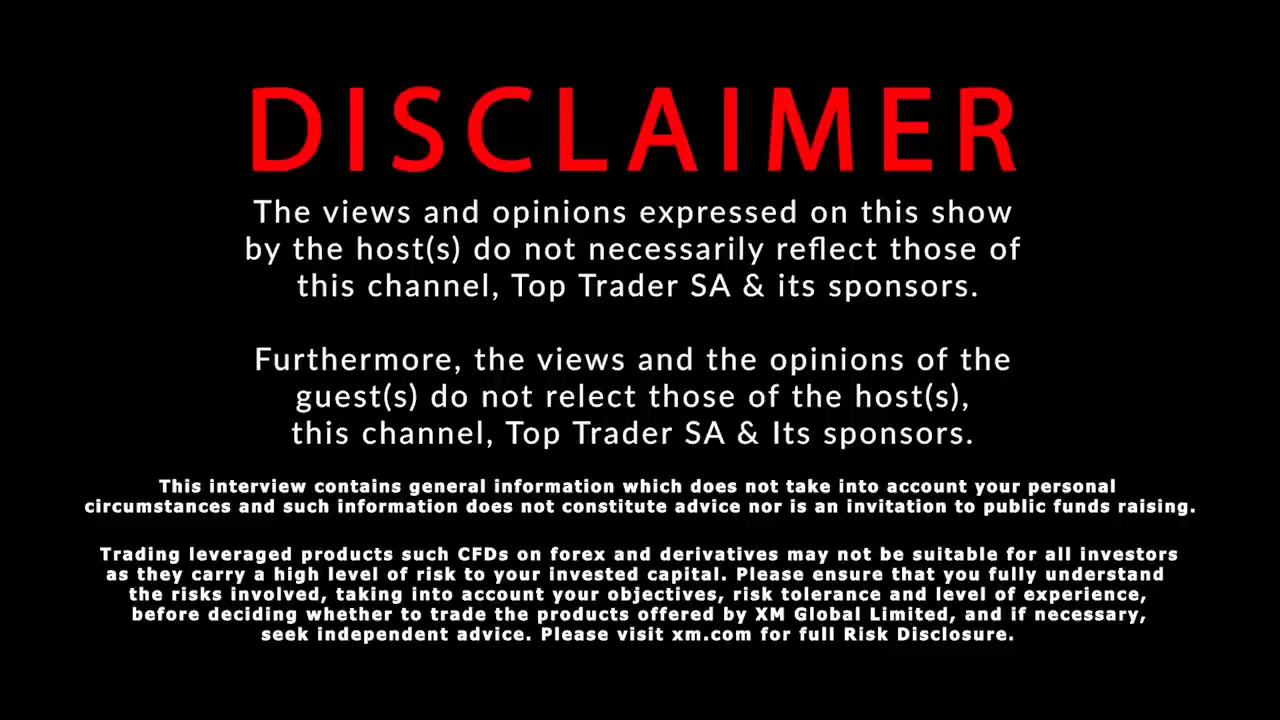 DISCLAIMER
The views and opinions expressed on this show
by the host(s) do not necessarily reflect those of
this channel, Top Trader SA & its sponsors.
Furthermore, the views and the opinions of the
guest(s) do not relect those of the host(s),
this channel, Top Trader SA & Its sponsors.
This interview contains general information which does not take into account your personal
circumstances and such information does not constitute advice nor is an invitation to public funds raising.
Trading leveraged products such CFDs on forex and derivatives may not be suitable for all investors
as they carry a high level of risk to your invested capital. Please ensure that you fully understand
the risks involved, taking into account your objectives, risk tolerance and level of experience,
before deciding whether to trade the products offered by XM Global Limited, and if necessary,
seek independent advice. Please visit xm.com for full Risk Disclosure.